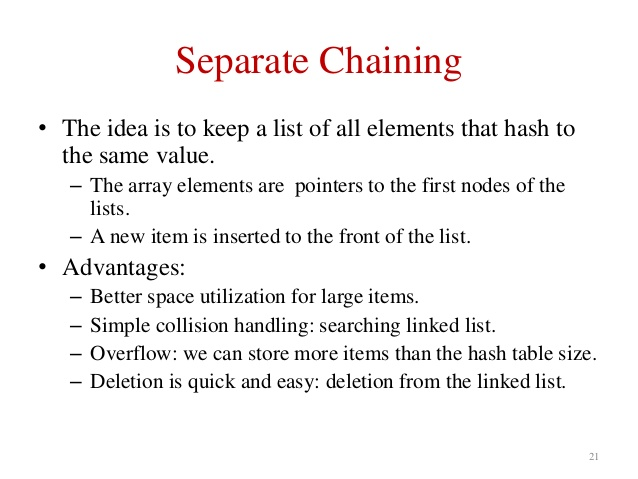 Separate Chaining
• The idea is to keep a list of all elements that hash to
the same value.
– The array elements are  pointers to the first nodes of the
lists.
– A new item is inserted to the front of the list.
• Advantages:
– Better space utilization for large items.
– Simple collision handling: searching linked list.
– Overflow: we can store more items than the hash table size.
– Deletion is quick and easy: deletion from the linked list.
21